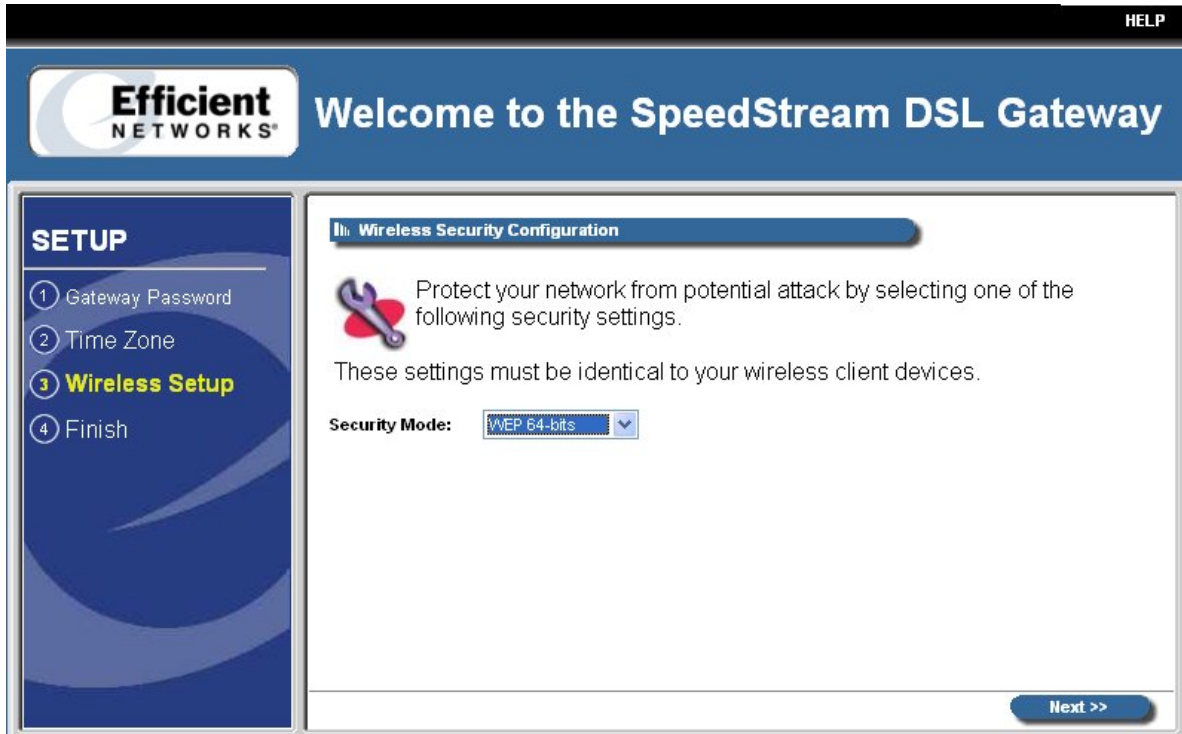 HELP
Efficient
NETWORKS®
Welcome to the SpeedStream DSL Gateway
SETUP
1 Gateway Password
2 Time Zone
3 Wireless Setup
4 Finish
Wireless Security Configuration
Protect your network from potential attack by selecting one of the
following security settings.
These settings must be identical to your wireless client devices.
Security Mode: WEP 64-bits
Next >>